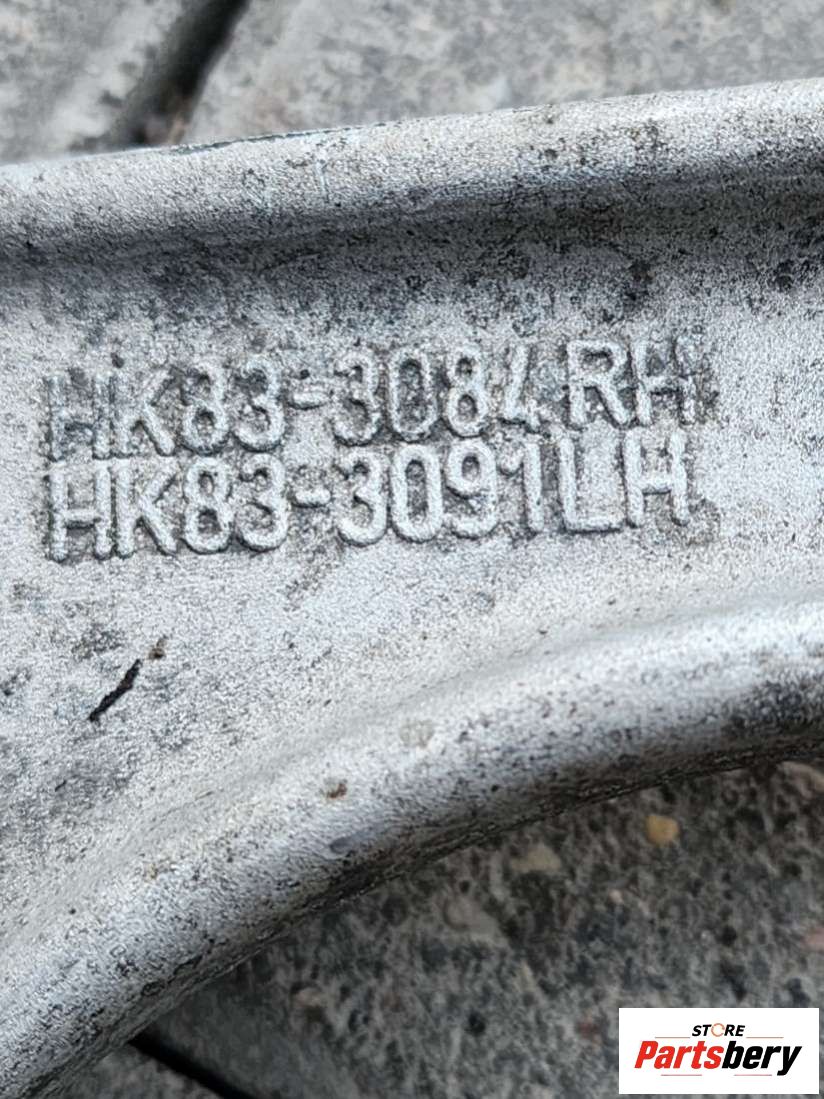 HK83-3084 RH
HK83-3091LH
STORE
Partsbery